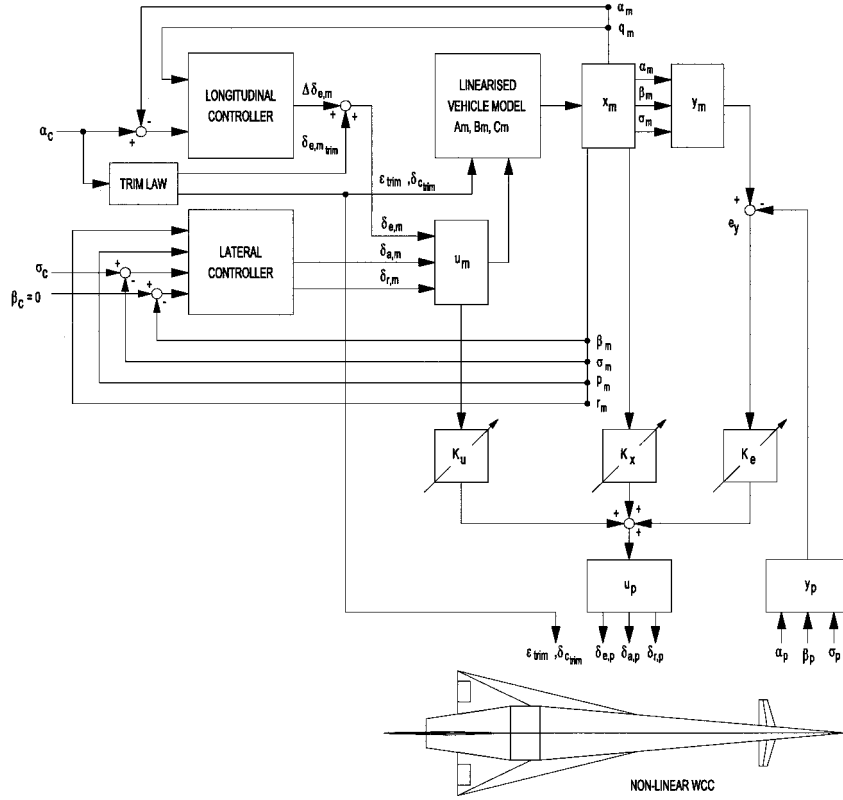 α_m
q_m
LONGITUDINAL
CONTROLLER
Δδ_e,m
LINEARISED
VEHICLE MODEL
Am, Bm, Cm
x_m
α_m
β_m
σ_m
y_m
α_c
+
-
+
+
δ_e,m_trim
TRIM LAW
ε_trim ,δ_c_trim
+
-
e_y
LATERAL
CONTROLLER
δ_e,m
δ_a,m
δ_r,m
u_m
σ_c
+
-
β_c = 0
+
-
β_m
σ_m
p_m
r_m
K_u
K_x
K_e
+
+
+
u_p
y_p
ε_trim ,δ_c_trim
δ_e,p
δ_a,p
δ_r,p
α_p
β_p
σ_p
NON-LINEAR WCC